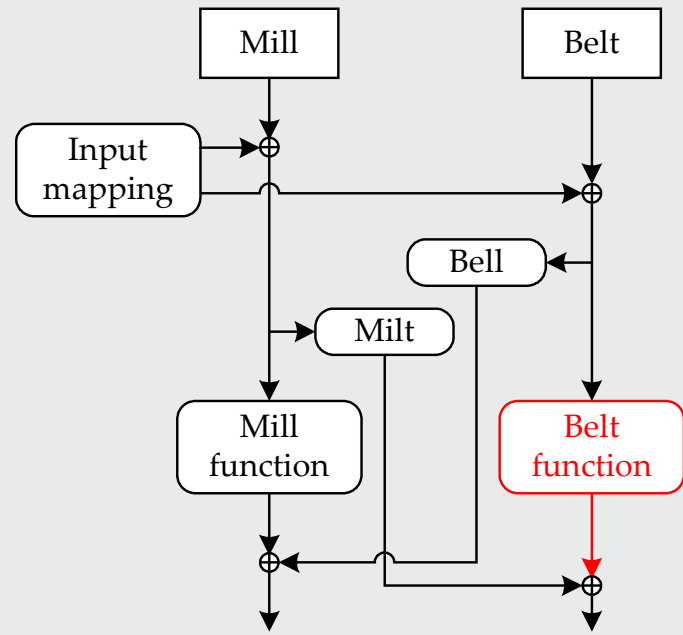 Mill
Belt
Input
mapping
Bell
Milt
Mill
function
Belt
function